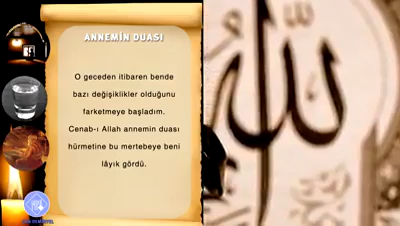 ANNEMİN DUASI
O geceden itibaren bende
bazı değişiklikler olduğunu
farketmeye başladım.
Cenab-ı Allah annemin duası
hürmetine bu mertebeye beni
lâyık gördü.
الله